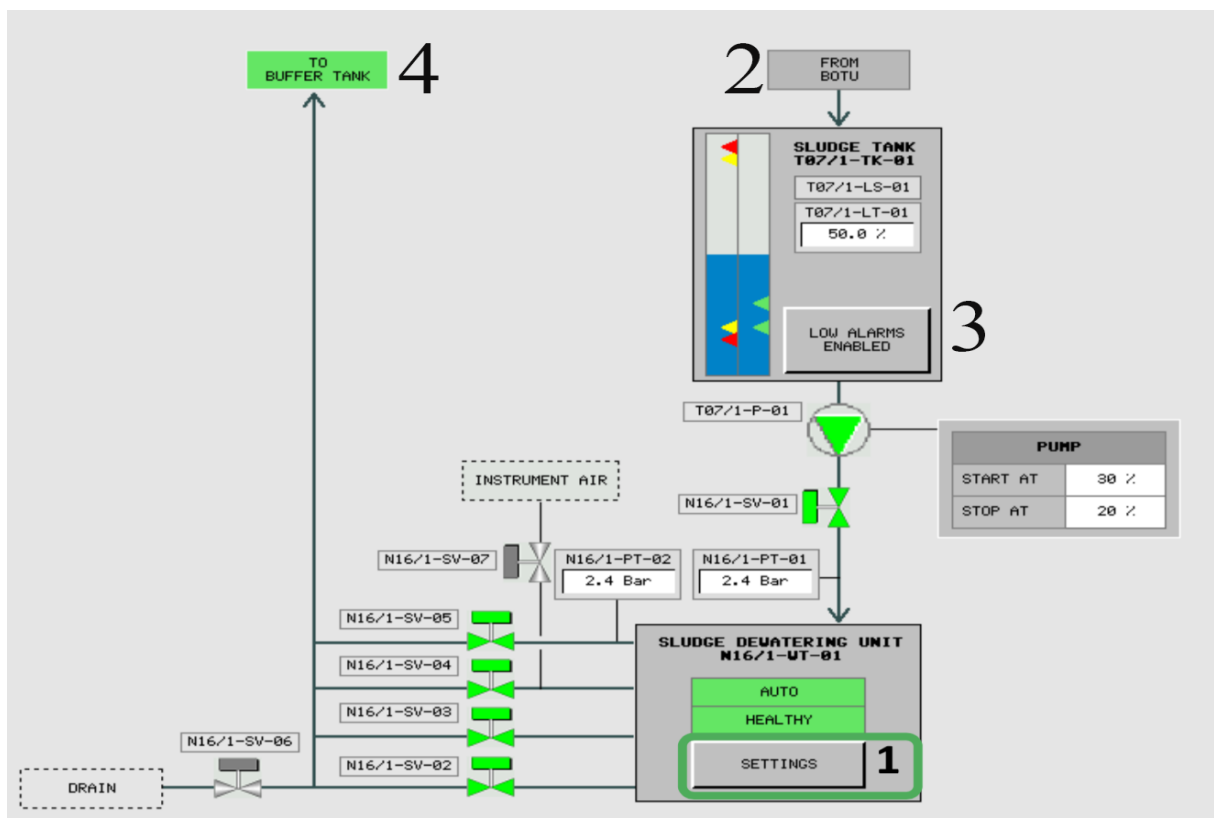 TO
BUFFER TANK
4
2
FROM
BOTU
SLUDGE TANK
T07/1-TK-01
T07/1-LS-01
T07/1-LT-01
50.0 %
LOW ALARMS
ENABLED
3
T07/1-P-01
PUMP
START AT 30 %
STOP AT 20 %
INSTRUMENT AIR
N16/1-SV-01
N16/1-SV-07
N16/1-PT-02
2.4 Bar
N16/1-PT-01
2.4 Bar
N16/1-SV-05
SLUDGE DEWATERING UNIT
N16/1-WT-01
N16/1-SV-04
AUTO
N16/1-SV-03
HEALTHY
N16/1-SV-06
N16/1-SV-02
SETTINGS
1
DRAIN